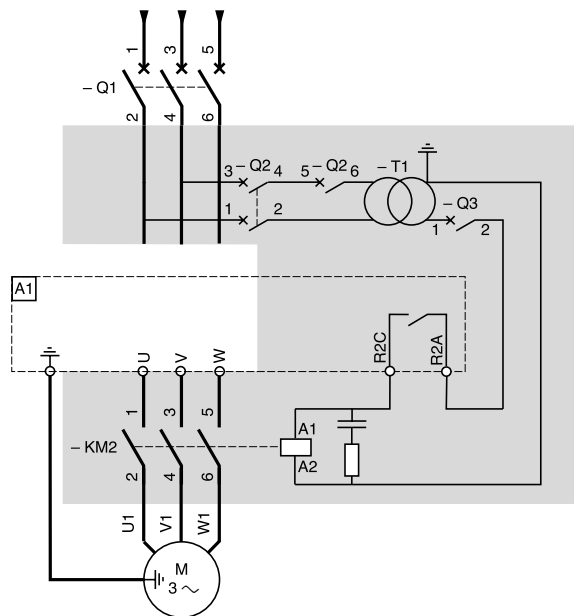 1 3 5
– Q1
2 4 6
3 – Q2 4 5 – Q2 6 – T1
1 2 – Q3
1 2
A1
U V W R2C R2A
1 3 5
– KM2 A1
A2
2 4 6
U1 V1 W1
M
3 ~